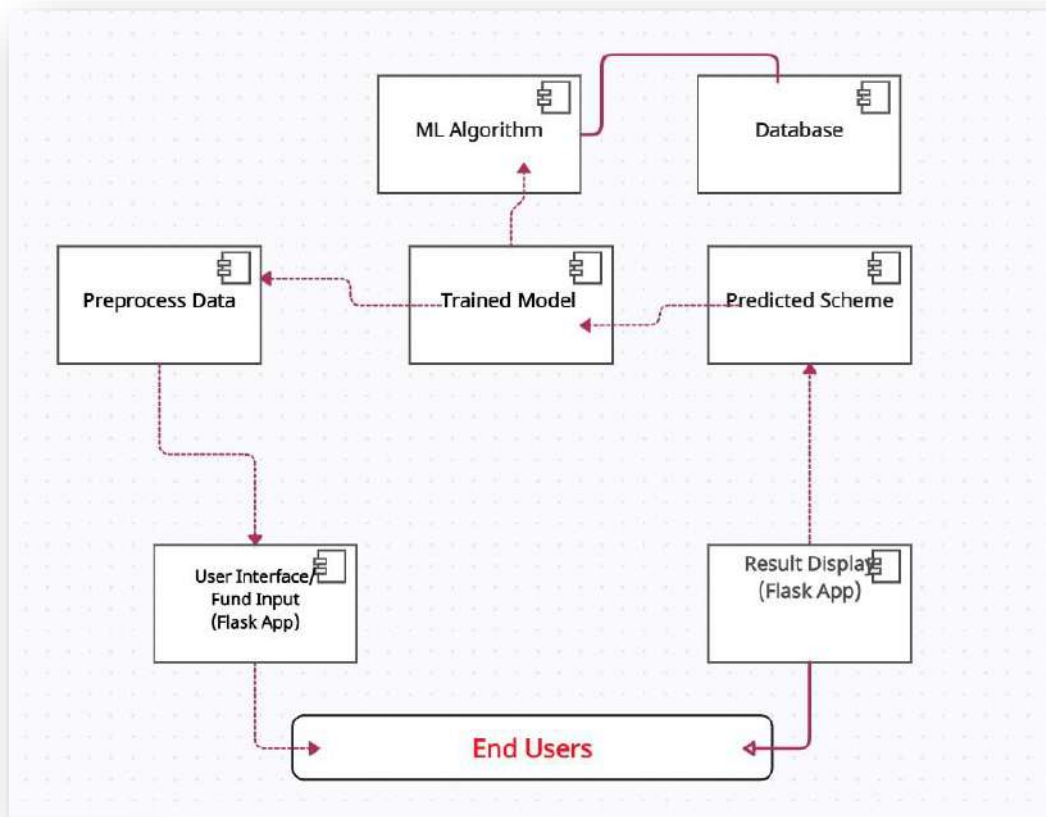 ML Algorithm
Database
Preprocess Data
Trained Model
Predicted Scheme
User Interface/
Fund Input
(Flask App)
Result Display
(Flask App)
End Users